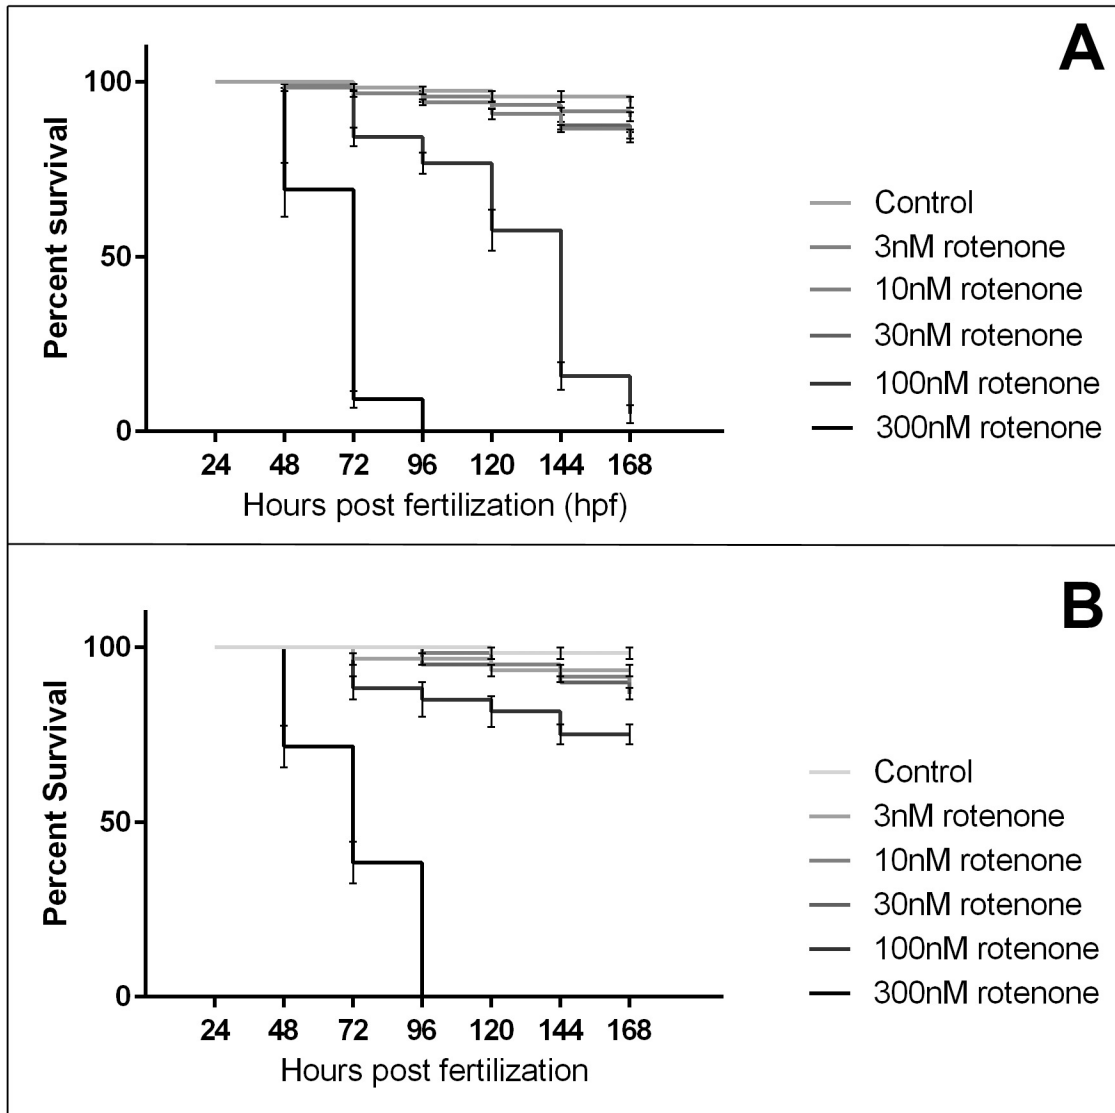 A
100
50
0
Percent survival
24 48 72 96 120 144 168
Hours post fertilization (hpf)
Control
3nM rotenone
10nM rotenone
30nM rotenone
100nM rotenone
300nM rotenone
B
100
50
0
Percent Survival
24 48 72 96 120 144 168
Hours post fertilization
Control
3nM rotenone
10nM rotenone
30nM rotenone
100nM rotenone
300nM rotenone